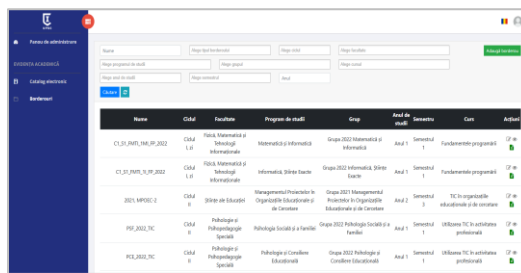 Panou de administrare
EVIDENȚA ACADEMICĂ
Catalog electronic
Borderouri
Nume
Alege tipul borderoului
Alege ciclul
Alege facultatea
Adaugă borderou
Alege programul de studii
Alege grupul
Alege cursul
Alege anul de studii
Alege semestrul
Anul
Căutare
Nume Ciclul Facultate Program de studii Grup Anul de studii Semestru Curs Acțiuni
C1_S1_FMTI_1MI_FP_2022 Ciclul I, zi Fizică, Matematică și Tehnologii Informaționale Matematică și Informatică Grupa 2022 Matematică și Informatică Anul 1 Semestrul 1 Fundamentele programării
C1_S1_FMTI_1I_FP_2022 Ciclul I, zi Fizică, Matematică și Tehnologii Informaționale Informatică, Științe Exacte Grupa 2022 Informatică, Științe Exacte Anul 1 Semestrul 1 Fundamentele programării
2021, MPOEC-2 Ciclul II Științe ale Educației Managementul Proiectelor în Organizațiile Educaționale și de Cercetare Grupa 2021 Managementul Proiectelor în Organizațiile Educaționale și de Cercetare Anul 2 Semestrul 3 TIC în organizațiile educaționale și de cercetare
PSF_2022_TIC Ciclul II Psihologie și Psihopedagogie Specială Psihologia Socială și a Familiei Grupa 2022 Psihologia Socială și a Familiei Anul 1 Semestrul 1 Utilizarea TIC în activitatea profesională
PCE_2022_TIC Ciclul II Psihologie și Psihopedagogie Specială Psihologie și Consiliere Educațională Grupa 2022 Psihologie și Consiliere Educațională Anul 1 Semestrul 1 Utilizarea TIC în activitatea profesională